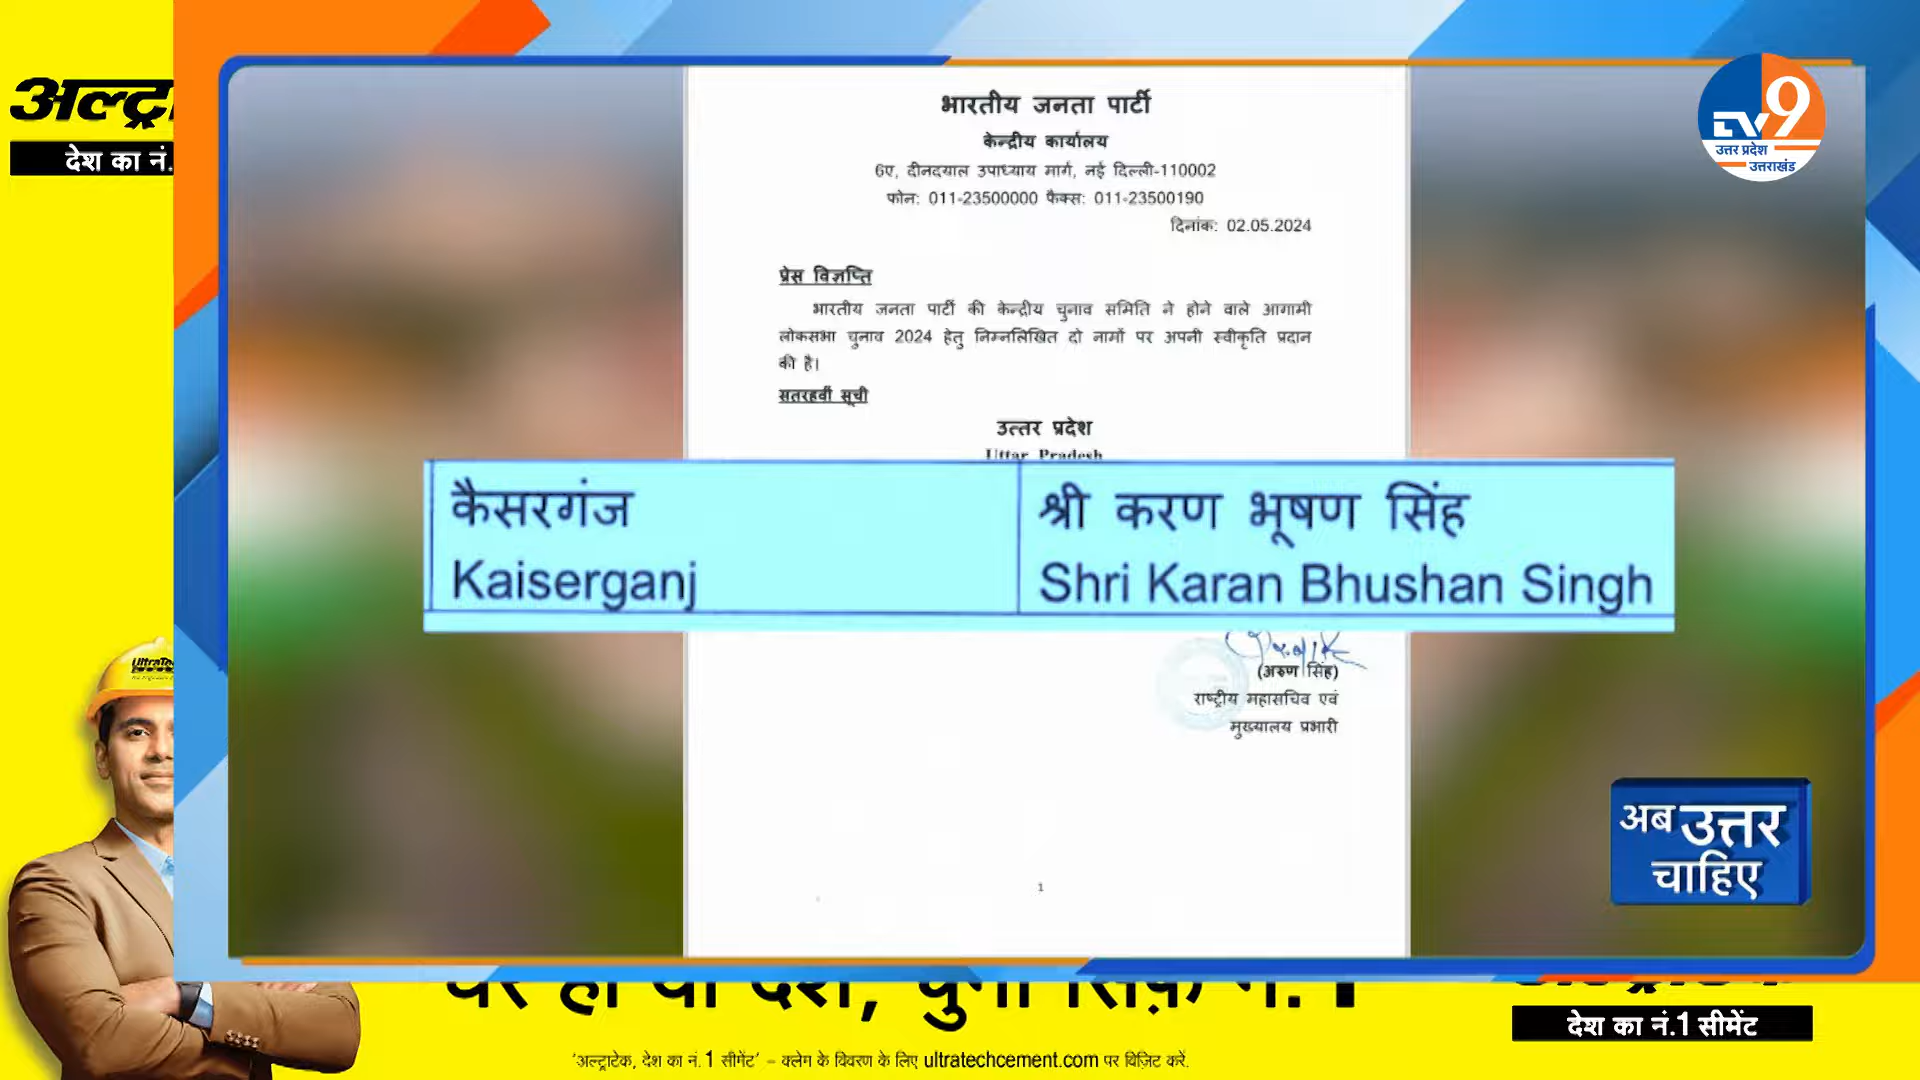 देश का नं.
भारतीय जनता पार्टी
केन्द्रीय कार्यालय
6ए, दीनदयाल उपाध्याय मार्ग, नई दिल्ली-110002
फोन: 011-23500000 फैक्स: 011-23500190
दिनांक: 02.05.2024
प्रेस विज्ञप्ति
भारतीय जनता पार्टी की केन्द्रीय चुनाव समिति ने होने वाले आगामी
लोकसभा चुनाव 2024 हेतु निम्नलिखित दो नामों पर अपनी स्वीकृति प्रदान
की है।
सतरहवीं सूची
उत्तर प्रदेश
Uttar Pradesh
कैसरगंज
श्री करण भूषण सिंह
Kaiserganj
Shri Karan Bhushan Singh
(अरुण सिंह)
राष्ट्रीय महासचिव एवं
मुख्यालय प्रभारी
1
TV9
उत्तर प्रदेश
उत्तराखंड
अब उत्तर
चाहिए
देश का नं.1 सीमेंट
'अल्ट्राटेक, देश का नं. 1 सीमेंट' – क्लेम के विवरण के लिए ultratechcement.com पर विज़िट करें.